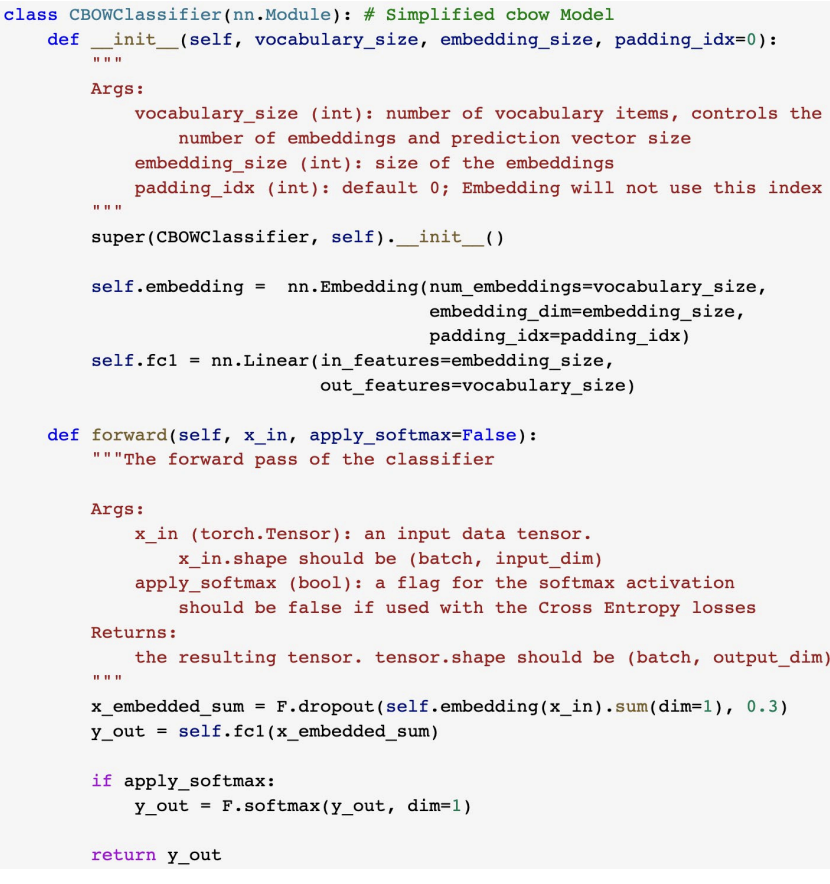 class CBOWClassifier(nn.Module): # Simplified cbow Model
    def __init__(self, vocabulary_size, embedding_size, padding_idx=0):
        """
        Args:
            vocabulary_size (int): number of vocabulary items, controls the
                number of embeddings and prediction vector size
            embedding_size (int): size of the embeddings
            padding_idx (int): default 0; Embedding will not use this index
        """
        super(CBOWClassifier, self).__init__()

        self.embedding =  nn.Embedding(num_embeddings=vocabulary_size,
                                       embedding_dim=embedding_size,
                                       padding_idx=padding_idx)
        self.fc1 = nn.Linear(in_features=embedding_size,
                             out_features=vocabulary_size)

    def forward(self, x_in, apply_softmax=False):
        """The forward pass of the classifier

        Args:
            x_in (torch.Tensor): an input data tensor.
                x_in.shape should be (batch, input_dim)
            apply_softmax (bool): a flag for the softmax activation
                should be false if used with the Cross Entropy losses
        Returns:
            the resulting tensor. tensor.shape should be (batch, output_dim)
        """
        x_embedded_sum = F.dropout(self.embedding(x_in).sum(dim=1), 0.3)
        y_out = self.fc1(x_embedded_sum)

        if apply_softmax:
            y_out = F.softmax(y_out, dim=1)

        return y_out